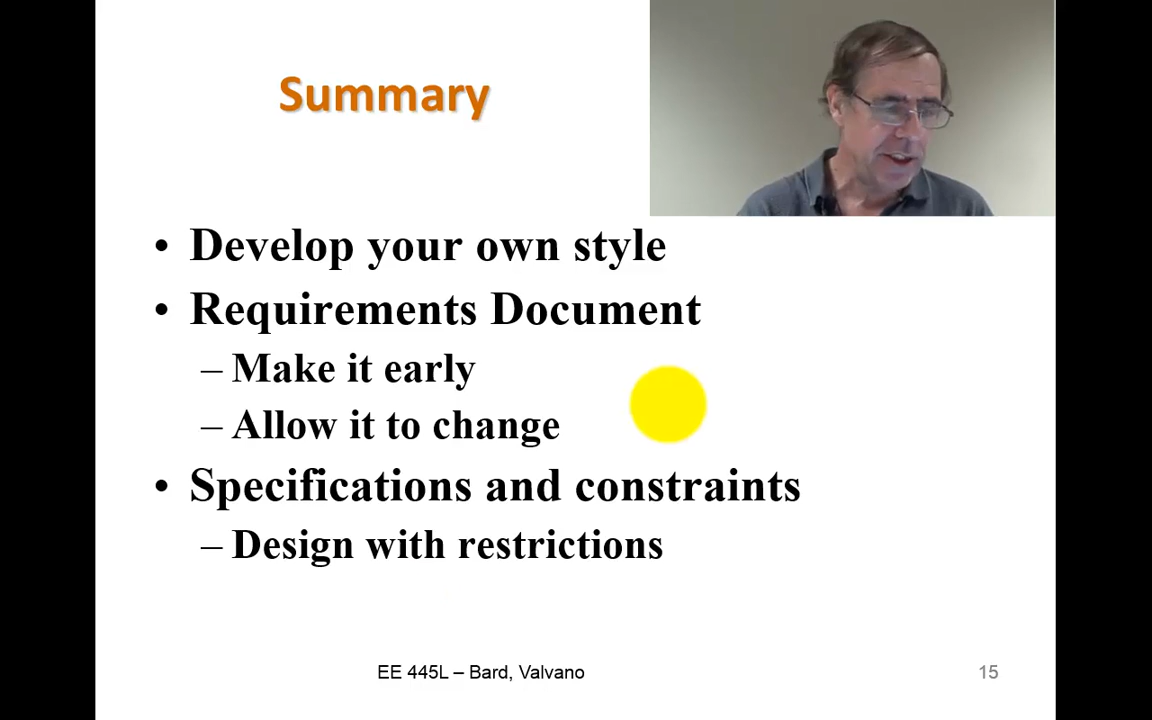 Summary
• Develop your own style
• Requirements Document
– Make it early
– Allow it to change
• Specifications and constraints
– Design with restrictions
EE 445L – Bard, Valvano
15